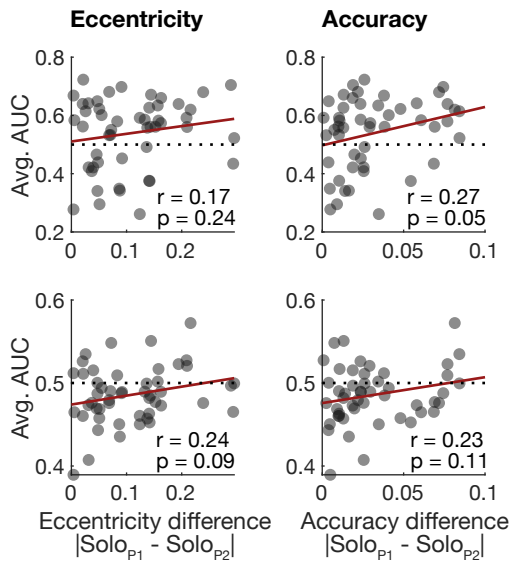 Eccentricity
Accuracy
Avg. AUC
0.8
0.6
0.4
0.2
r = 0.17
p = 0.24
0
0.1
0.2
0.8
0.6
0.4
0.2
r = 0.27
p = 0.05
0
0.05
0.1
Avg. AUC
0.6
0.5
0.4
r = 0.24
p = 0.09
0
0.1
0.2
Eccentricity difference
|Solo_P1 - Solo_P2|
0.6
0.5
0.4
r = 0.23
p = 0.11
0
0.05
0.1
Accuracy difference
|Solo_P1 - Solo_P2|